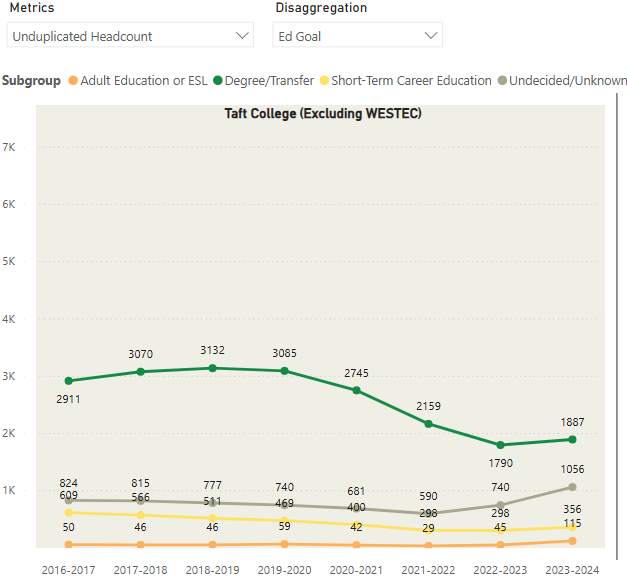 Metrics Disaggregation
Unduplicated Headcount Ed Goal
Subgroup Adult Education or ESL Degree/Transfer Short-Term Career Education Undecided/Unknown
Taft College (Excluding WESTEC)
7K
6K
5K
4K
3K
2K
1K
2911 3070 3132 3085 2745 2159 1790 1887
824 815 777 740 681 590 740 1056
609 566 511 469 400 298 298 356
50 46 46 59 42 29 45 115
2016-2017 2017-2018 2018-2019 2019-2020 2020-2021 2021-2022 2022-2023 2023-2024